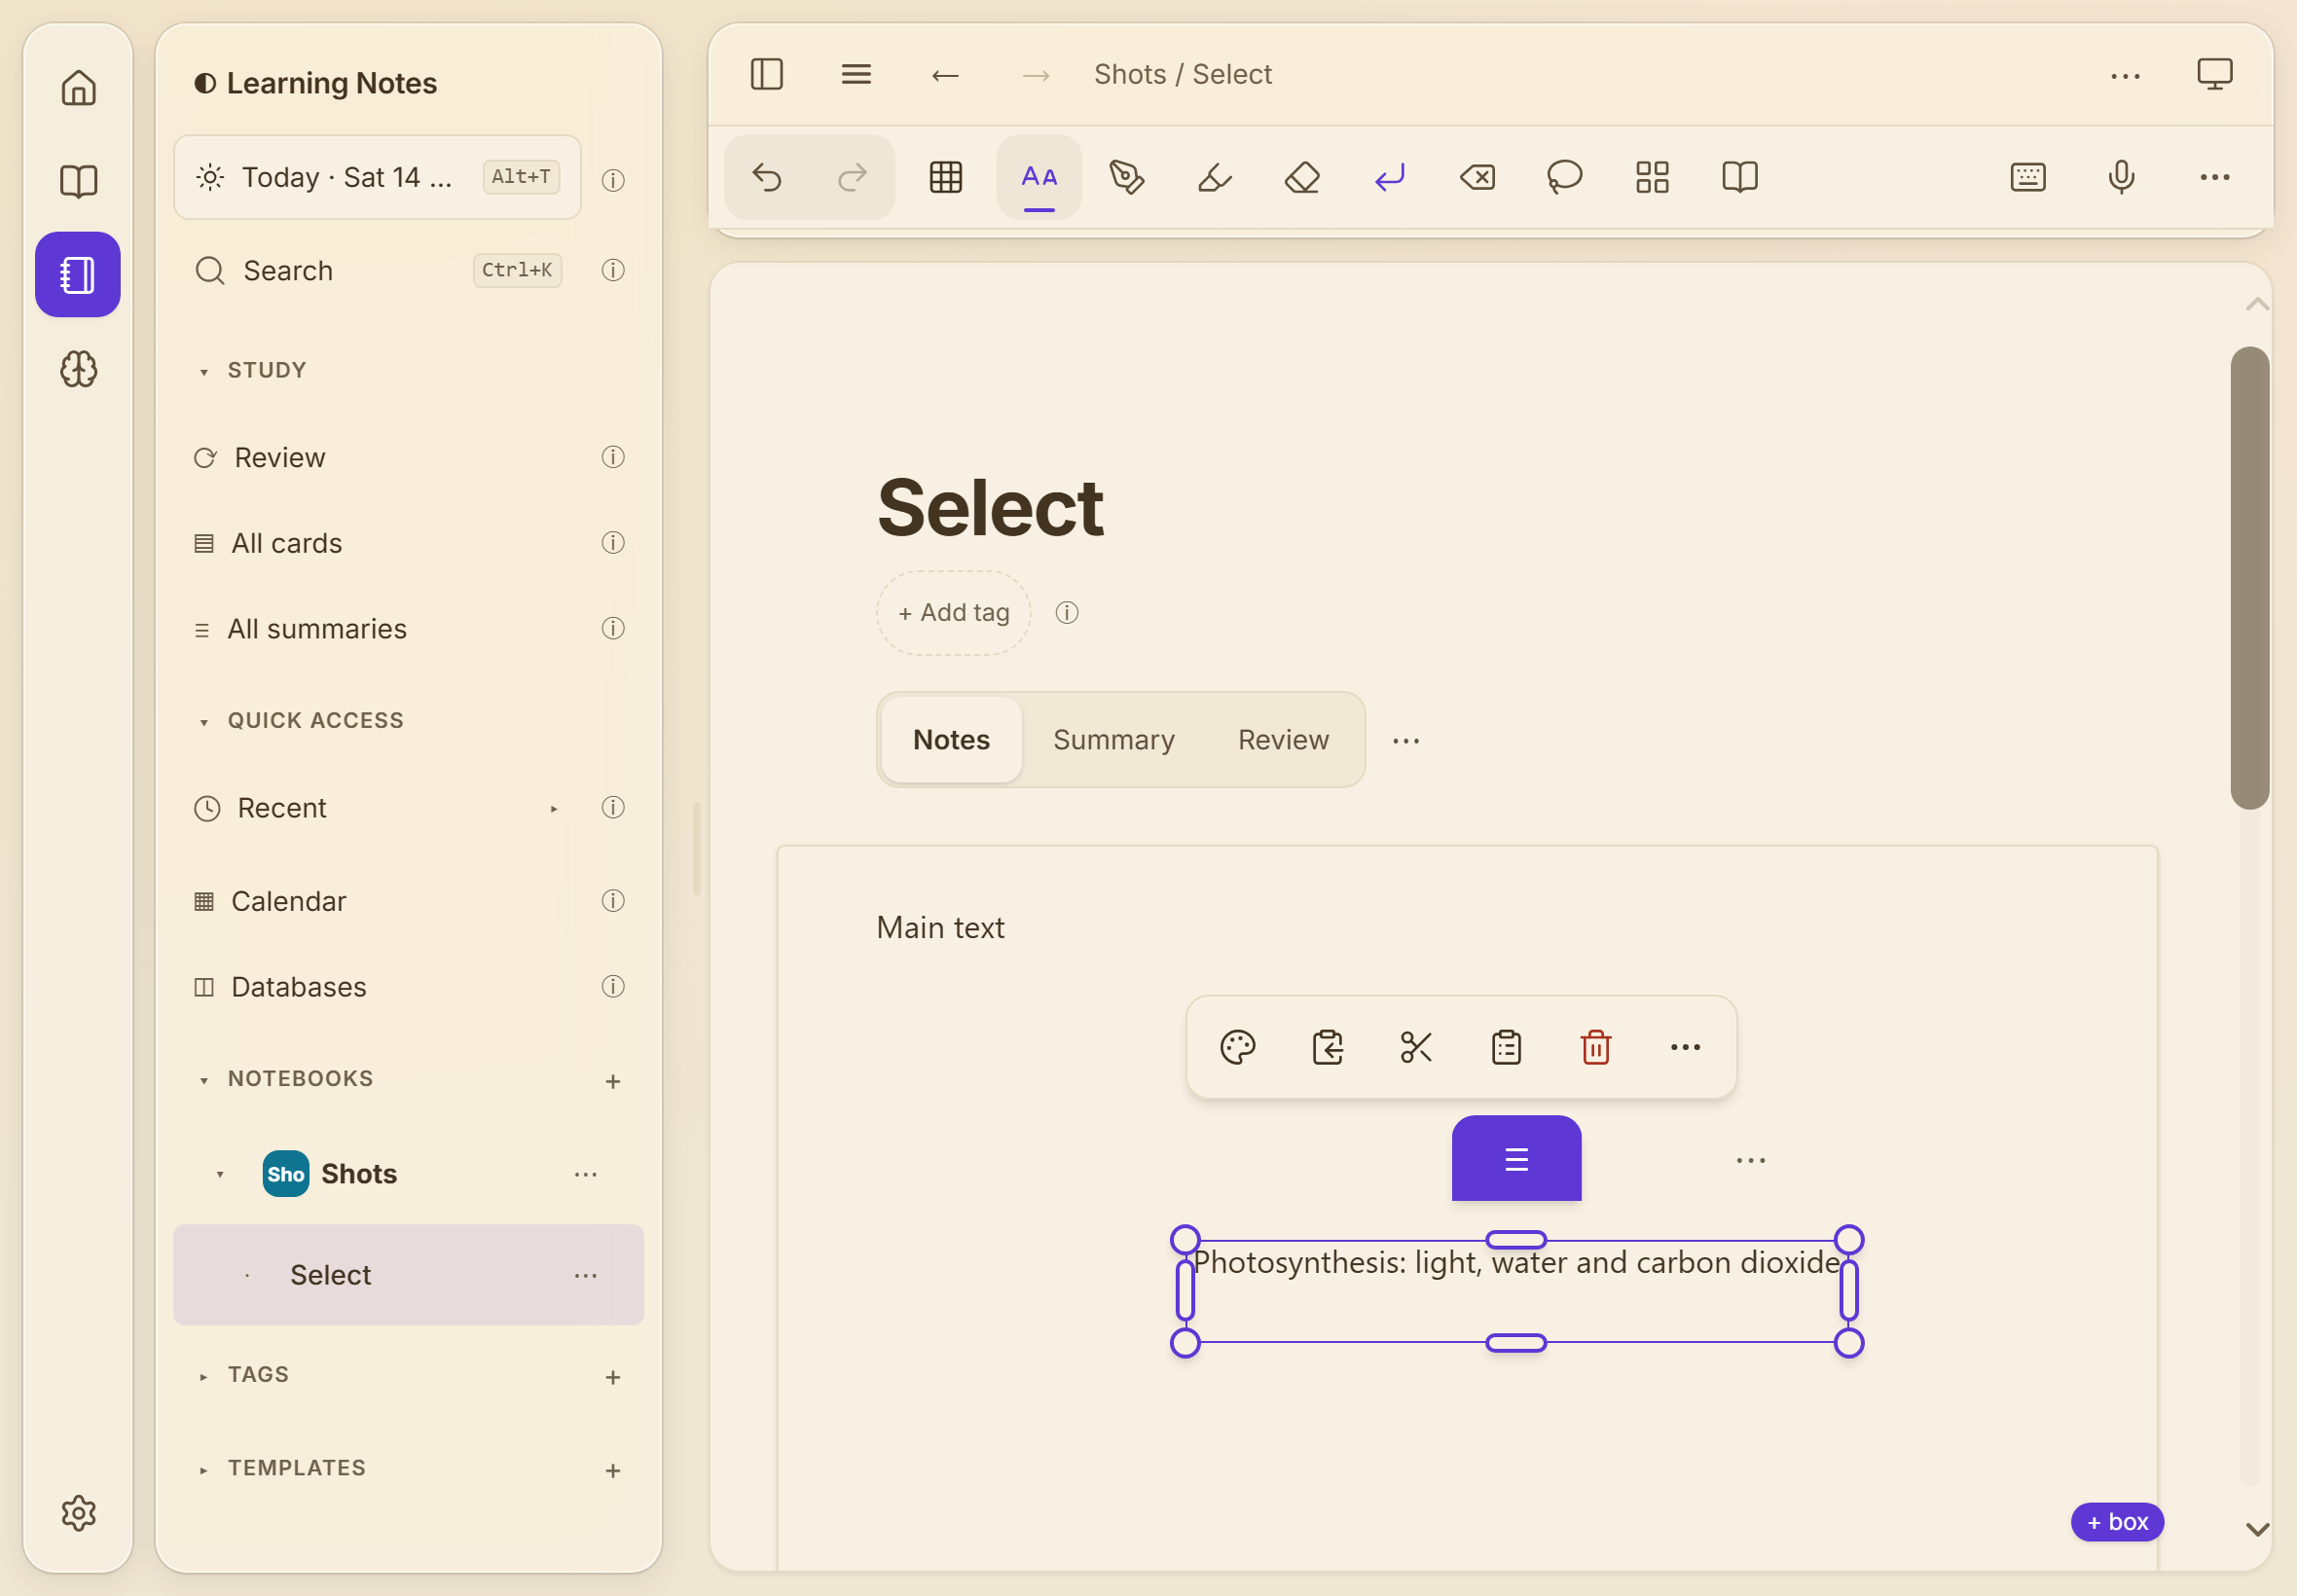 Learning Notes
Today · Sat 14 ... Alt+T
Search Ctrl+K
STUDY
Review
All cards
All summaries
QUICK ACCESS
Recent
Calendar
Databases
NOTEBOOKS +
Sho Shots ...
Select ...
TAGS +
TEMPLATES +
Shots / Select
AA
Select
+ Add tag
Notes Summary Review ...
Main text
Photosynthesis: light, water and carbon dioxide
+ box